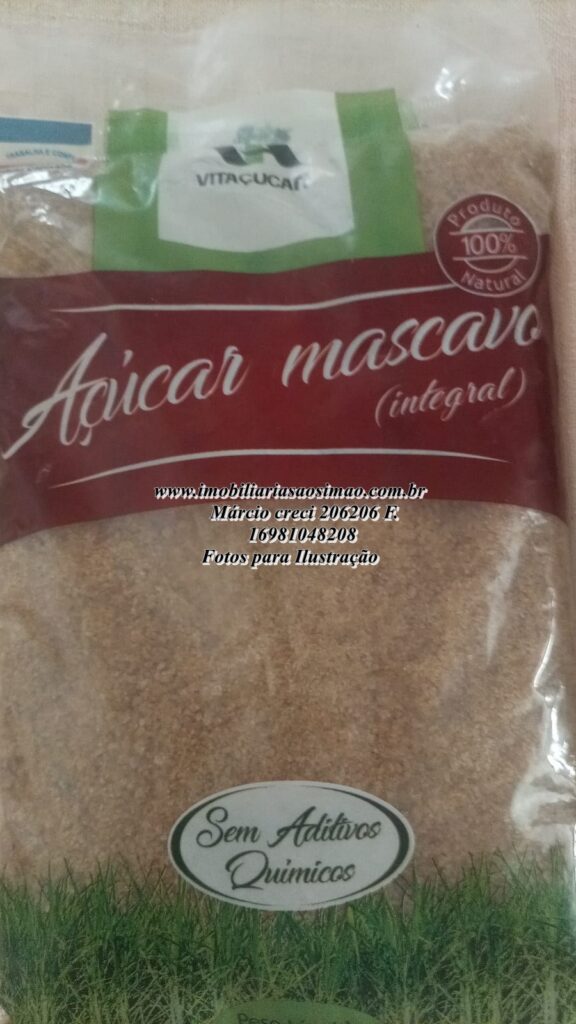 VITAÇUCAR
Produto
100%
Natural
Açúcar mascavo
(integral)
www.imobiliariasaosimao.com.br
Márcio creci 206206 F.
16981048208
Fotos para Ilustração
Sem Aditivos
Químicos